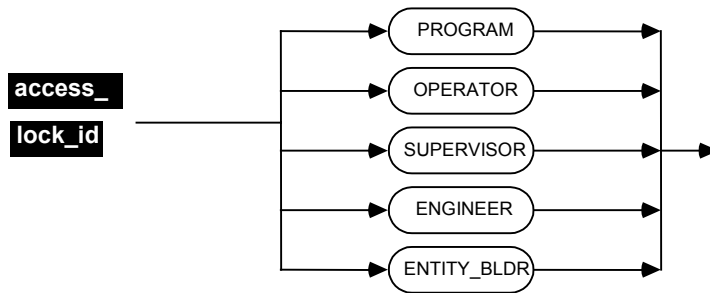 PROGRAM
access_
OPERATOR
lock_id
SUPERVISOR
ENGINEER
ENTITY_BLDR